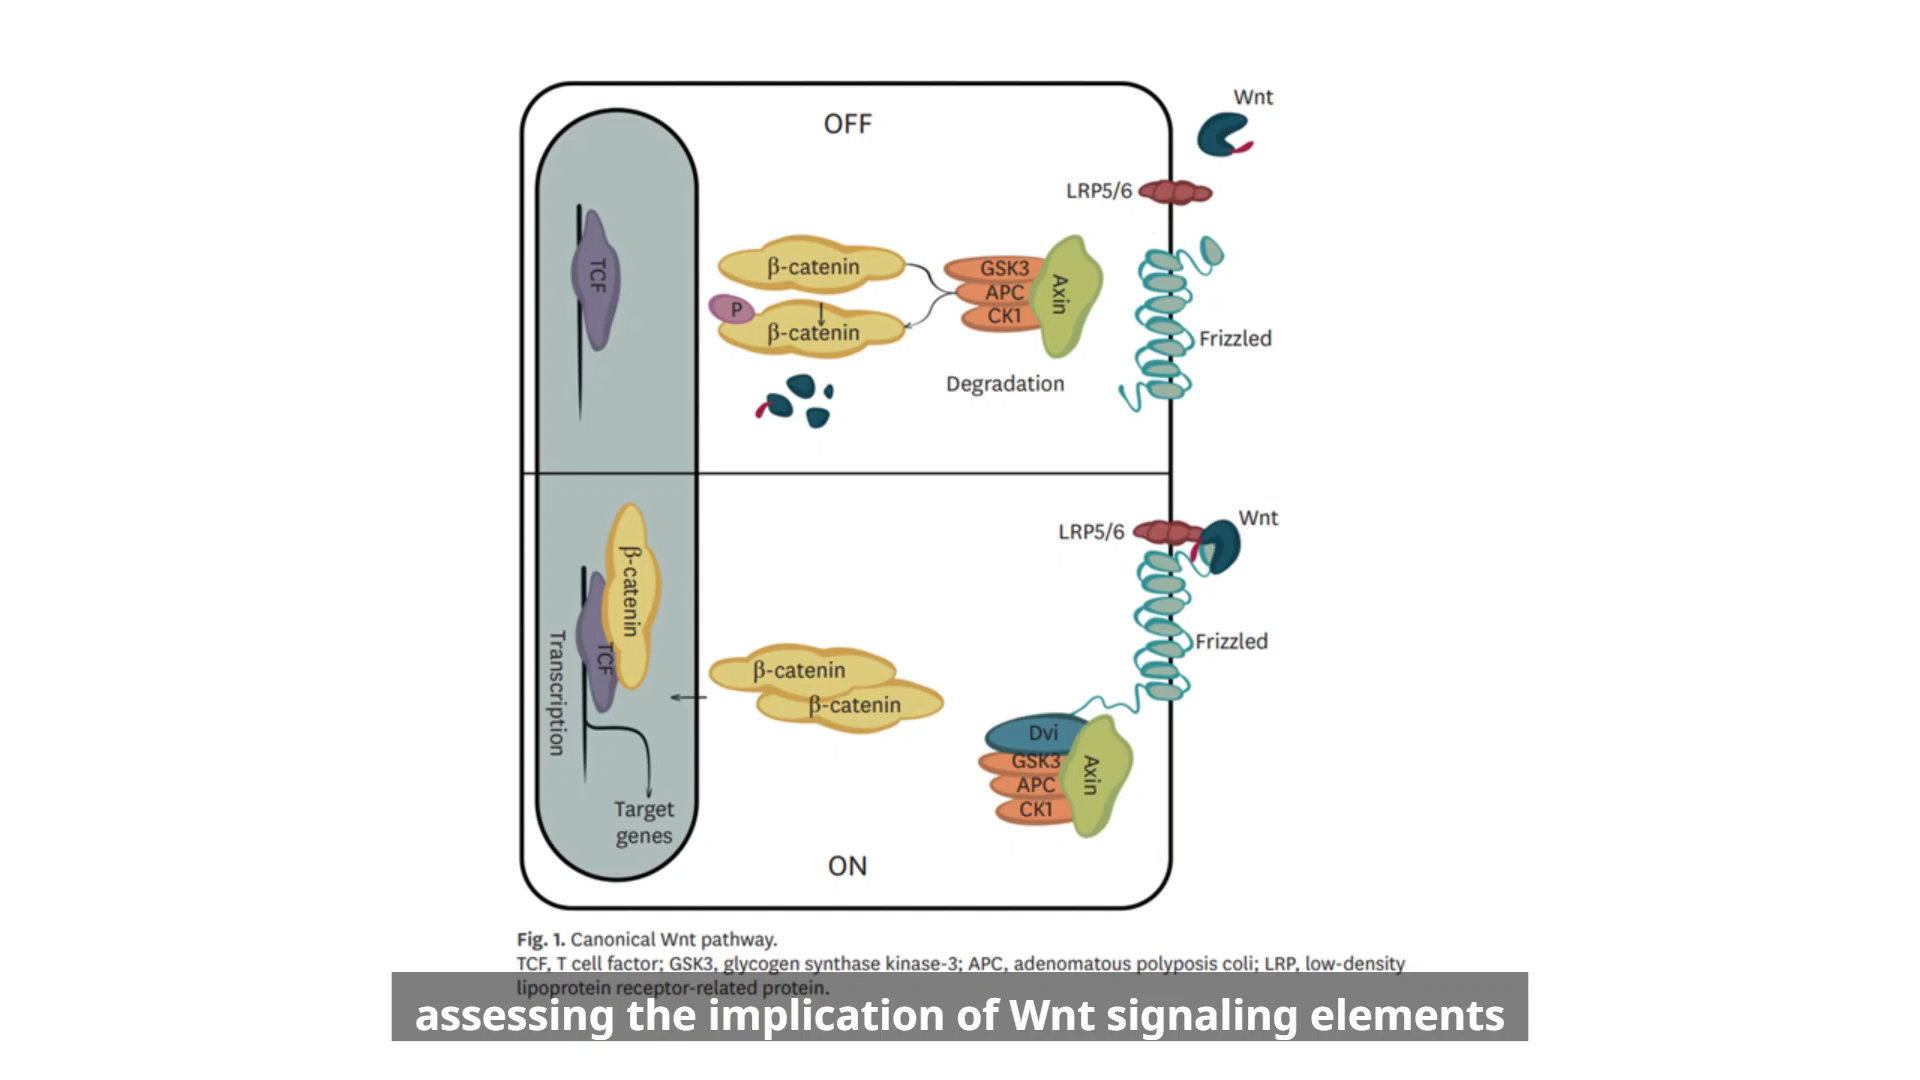 OFF
Wnt
LRP5/6
TCF
β-catenin
GSK3
APC
CK1
Axin
P
β-catenin
Frizzled
Degradation
LRP5/6
Wnt
β-catenin
TCF
Transcription
Frizzled
β-catenin
β-catenin
Dvi
GSK3
APC
CK1
Axin
Target
genes
ON
Fig. 1. Canonical Wnt pathway.
TCF, T cell factor; GSK3, glycogen synthase kinase-3; APC, adenomatous polyposis coli; LRP, low-density
lipoprotein receptor-related protein.
assessing the implication of Wnt signaling elements